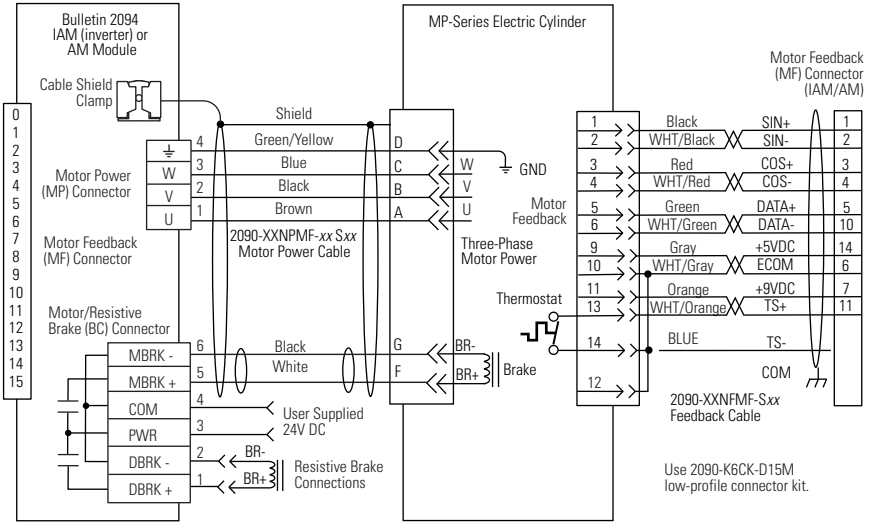 Bulletin 2094
IAM (inverter) or
AM Module
MP-Series Electric Cylinder
Motor Feedback
(MF) Connector
(IAM/AM)
Cable Shield
Clamp
0
1
2
3
4
5
6
7
8
9
10
11
12
13
14
15
Motor Power
(MP) Connector
Motor Feedback
(MF) Connector
Motor/Resistive
Brake (BC) Connector
W
V
U
4
3
2
1
Shield
Green/Yellow
Blue
Black
Brown
2090-XXNPMF-xx Sxx
Motor Power Cable
D
C
B
A
W
V
U
GND
Three-Phase
Motor Power
MBRK -
MBRK +
COM
PWR
DBRK -
DBRK +
6
5
4
3
2
1
Black
White
User Supplied
24V DC
BR-
BR+
Resistive Brake
Connections
G
F
BR-
BR+
Brake
Motor
Feedback
Thermostat
1
2
3
4
5
6
9
10
11
13
14
12
Black SIN+ 1
WHT/Black SIN- 2
Red COS+ 3
WHT/Red COS- 4
Green DATA+ 5
WHT/Green DATA- 10
Gray +5VDC 14
WHT/Gray ECOM 6
Orange +9VDC 7
WHT/Orange TS+ 11
BLUE TS-
COM
2090-XXNFMF-Sxx
Feedback Cable
Use 2090-K6CK-D15M
low-profile connector kit.